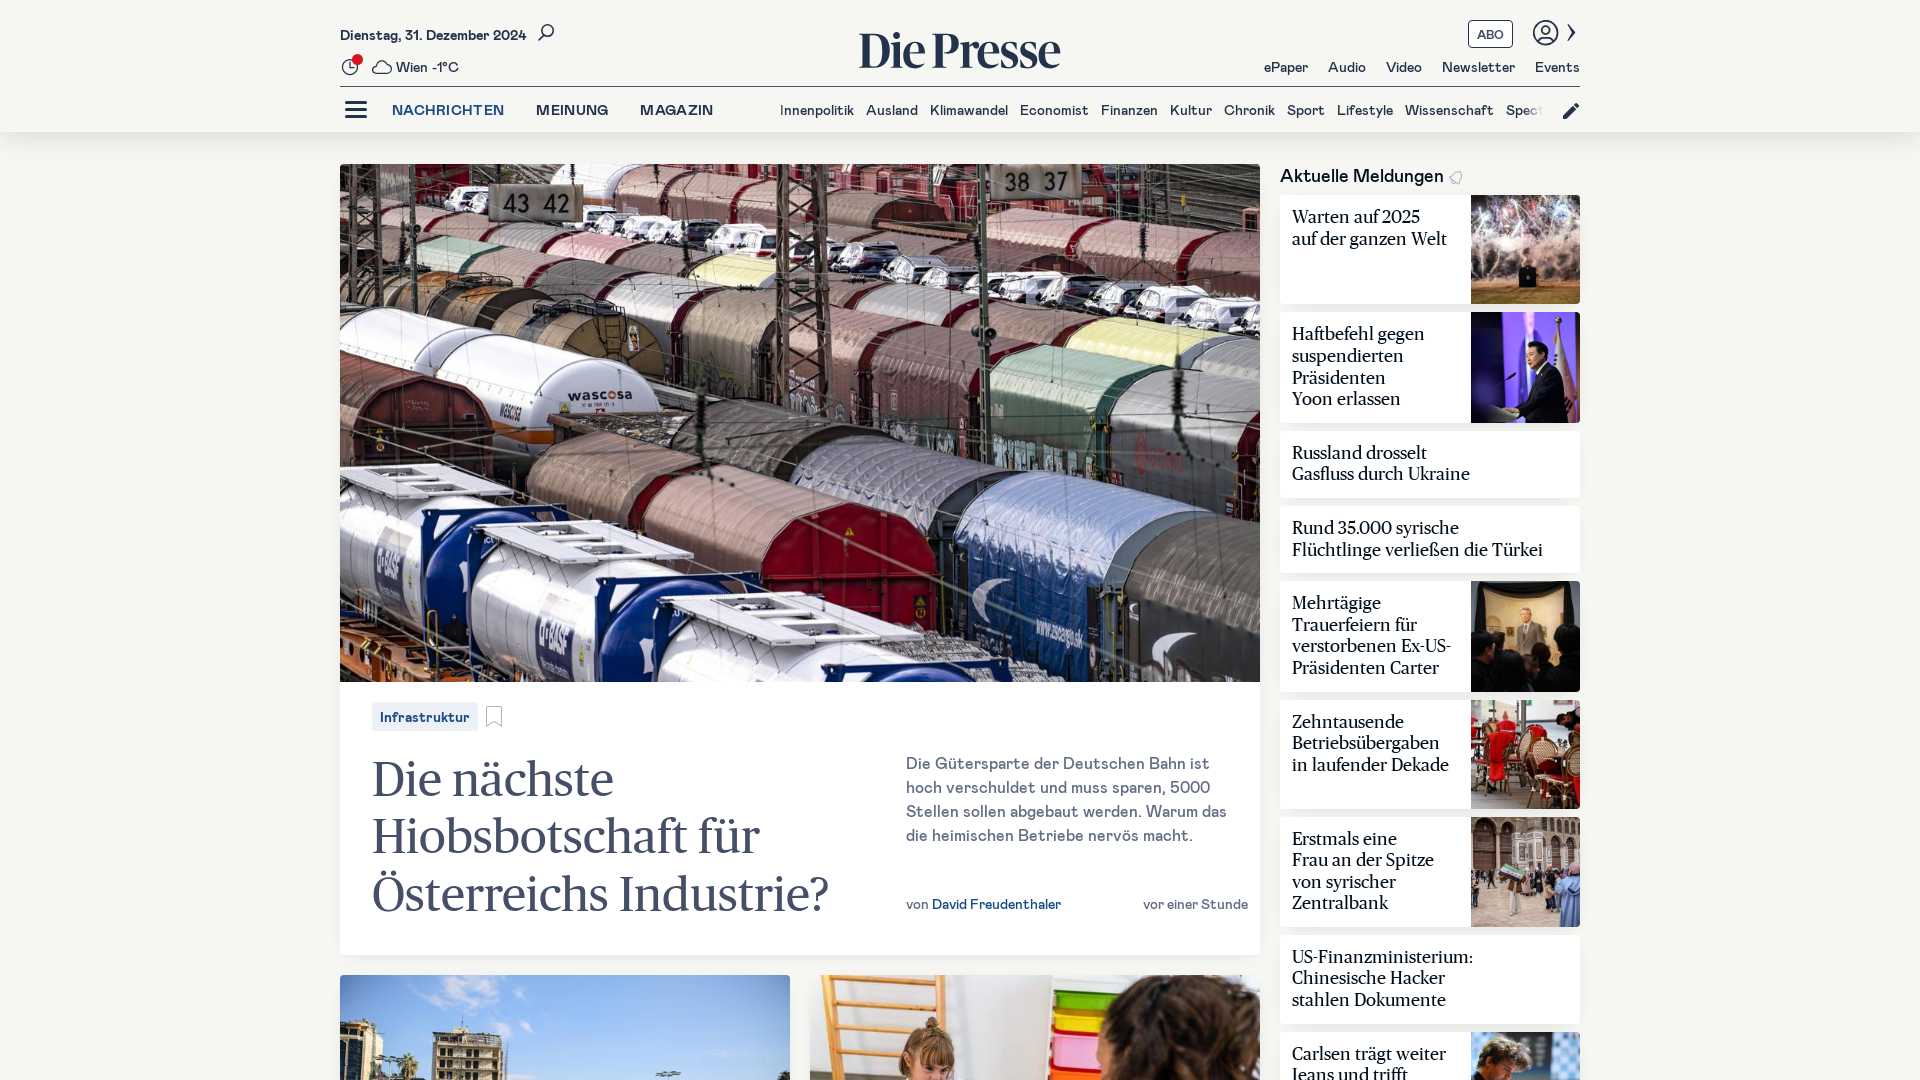 Dienstag, 31. Dezember 2024
Wien -1°C
Die Presse
ABO
ePaper Audio Video Newsletter Events
NACHRICHTEN MEINUNG MAGAZIN
Innenpolitik Ausland Klimawandel Economist Finanzen Kultur Chronik Sport Lifestyle Wissenschaft Spect
43 42
38 37
wascosa
wascosa
BASF
BASF
www.zsscargo.sk
Infrastruktur
Die nächste
Hiobsbotschaft für
Österreichs Industrie?
Die Gütersparte der Deutschen Bahn ist
hoch verschuldet und muss sparen, 5000
Stellen sollen abgebaut werden. Warum das
die heimischen Betriebe nervös macht.
von David Freudenthaler
vor einer Stunde
Aktuelle Meldungen
Warten auf 2025
auf der ganzen Welt
Haftbefehl gegen
suspendierten
Präsidenten
Yoon erlassen
Russland drosselt
Gasfluss durch Ukraine
Rund 35.000 syrische
Flüchtlinge verließen die Türkei
Mehrtägige
Trauerfeiern für
verstorbenen Ex-US-
Präsidenten Carter
Zehntausende
Betriebsübergaben
in laufender Dekade
Erstmals eine
Frau an der Spitze
von syrischer
Zentralbank
US-Finanzministerium:
Chinesische Hacker
stahlen Dokumente
Carlsen trägt weiter
Jeans und trifft